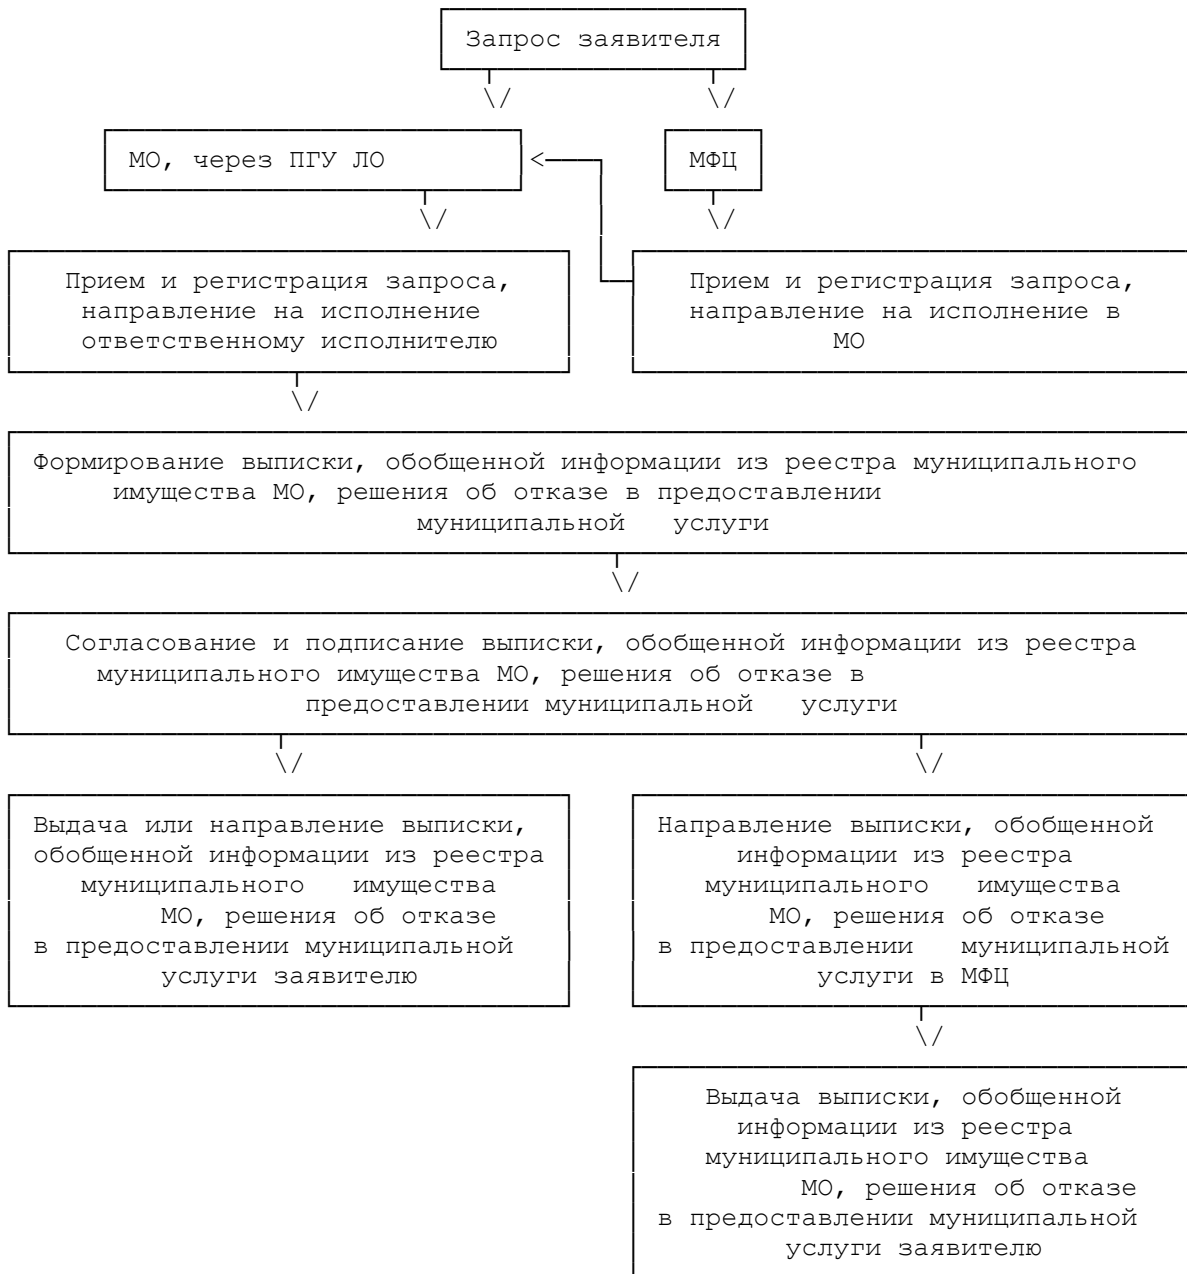 Запрос заявителя
МО, через ПГУ ЛО
МФЦ
Прием и регистрация запроса,
направление на исполнение
ответственному исполнителю
Прием и регистрация запроса,
направление на исполнение в
МО
Формирование выписки, обобщенной информации из реестра муниципального
имущества МО, решения об отказе в предоставлении
муниципальной услуги
Согласование и подписание выписки, обобщенной информации из реестра
муниципального имущества МО, решения об отказе в
предоставлении муниципальной услуги
Выдача или направление выписки,
обобщенной информации из реестра
муниципального имущества
МО, решения об отказе
в предоставлении муниципальной
услуги заявителю
Направление выписки, обобщенной
информации из реестра
муниципального имущества
МО, решения об отказе
в предоставлении муниципальной
услуги в МФЦ
Выдача выписки, обобщенной
информации из реестра
муниципального имущества
МО, решения об отказе
в предоставлении муниципальной
услуги заявителю